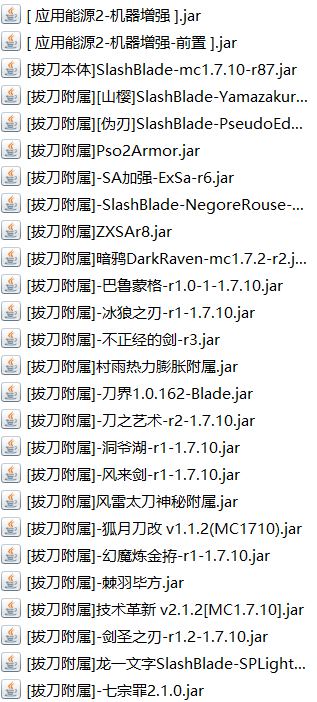 [ 应用能源2-机器增强 ].jar
[ 应用能源2-机器增强-前置 ].jar
[拔刀本体]SlashBlade-mc1.7.10-r87.jar
[拔刀附属][山樱]SlashBlade-Yamazakur...
[拔刀附属][伪刃]SlashBlade-PseudoEd...
[拔刀附属]Pso2Armor.jar
[拔刀附属]-SA加强-ExSa-r6.jar
[拔刀附属]-SlashBlade-NegoreRouse-...
[拔刀附属]ZXSAr8.jar
[拔刀附属]暗鸦DarkRaven-mc1.7.2-r2.j...
[拔刀附属]-巴鲁蒙格-r1.0-1-1.7.10.jar
[拔刀附属]-冰狼之刃-r1-1.7.10.jar
[拔刀附属]-不正经的剑-r3.jar
[拔刀附属]村雨热力膨胀附属.jar
[拔刀附属]-刀界1.0.162-Blade.jar
[拔刀附属]-刀之艺术-r2-1.7.10.jar
[拔刀附属]-洞爷湖-r1-1.7.10.jar
[拔刀附属]-风来剑-r1-1.7.10.jar
[拔刀附属]风雷太刀神秘附属.jar
[拔刀附属]-狐月刀改 v1.1.2(MC1710).jar
[拔刀附属]-幻魔炼金拵-r1-1.7.10.jar
[拔刀附属]-棘羽毕方.jar
[拔刀附属]技术革新 v2.1.2[MC1.7.10].jar
[拔刀附属]-剑圣之刃-r1.2-1.7.10.jar
[拔刀附属]龙一文字SlashBlade-SPLight...
[拔刀附属]-七宗罪2.1.0.jar